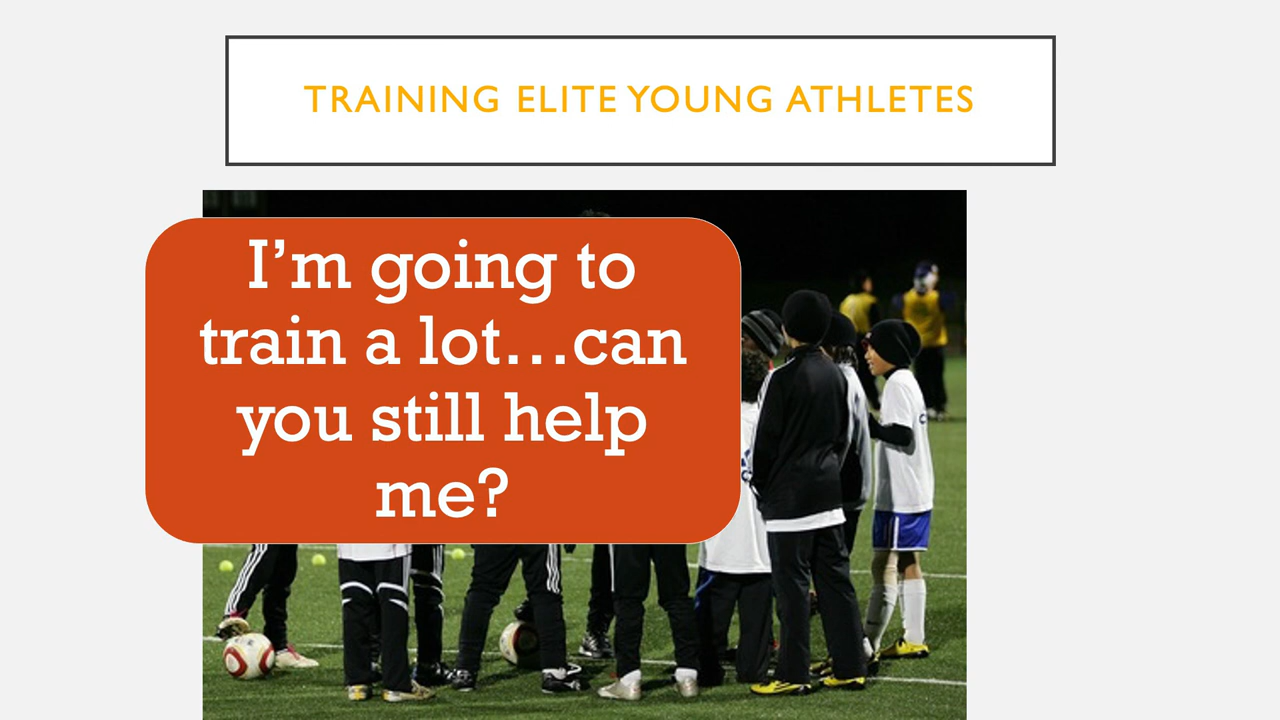 TRAINING ELITE YOUNG ATHLETES
I’m going to
train a lot…can
you still help
me?